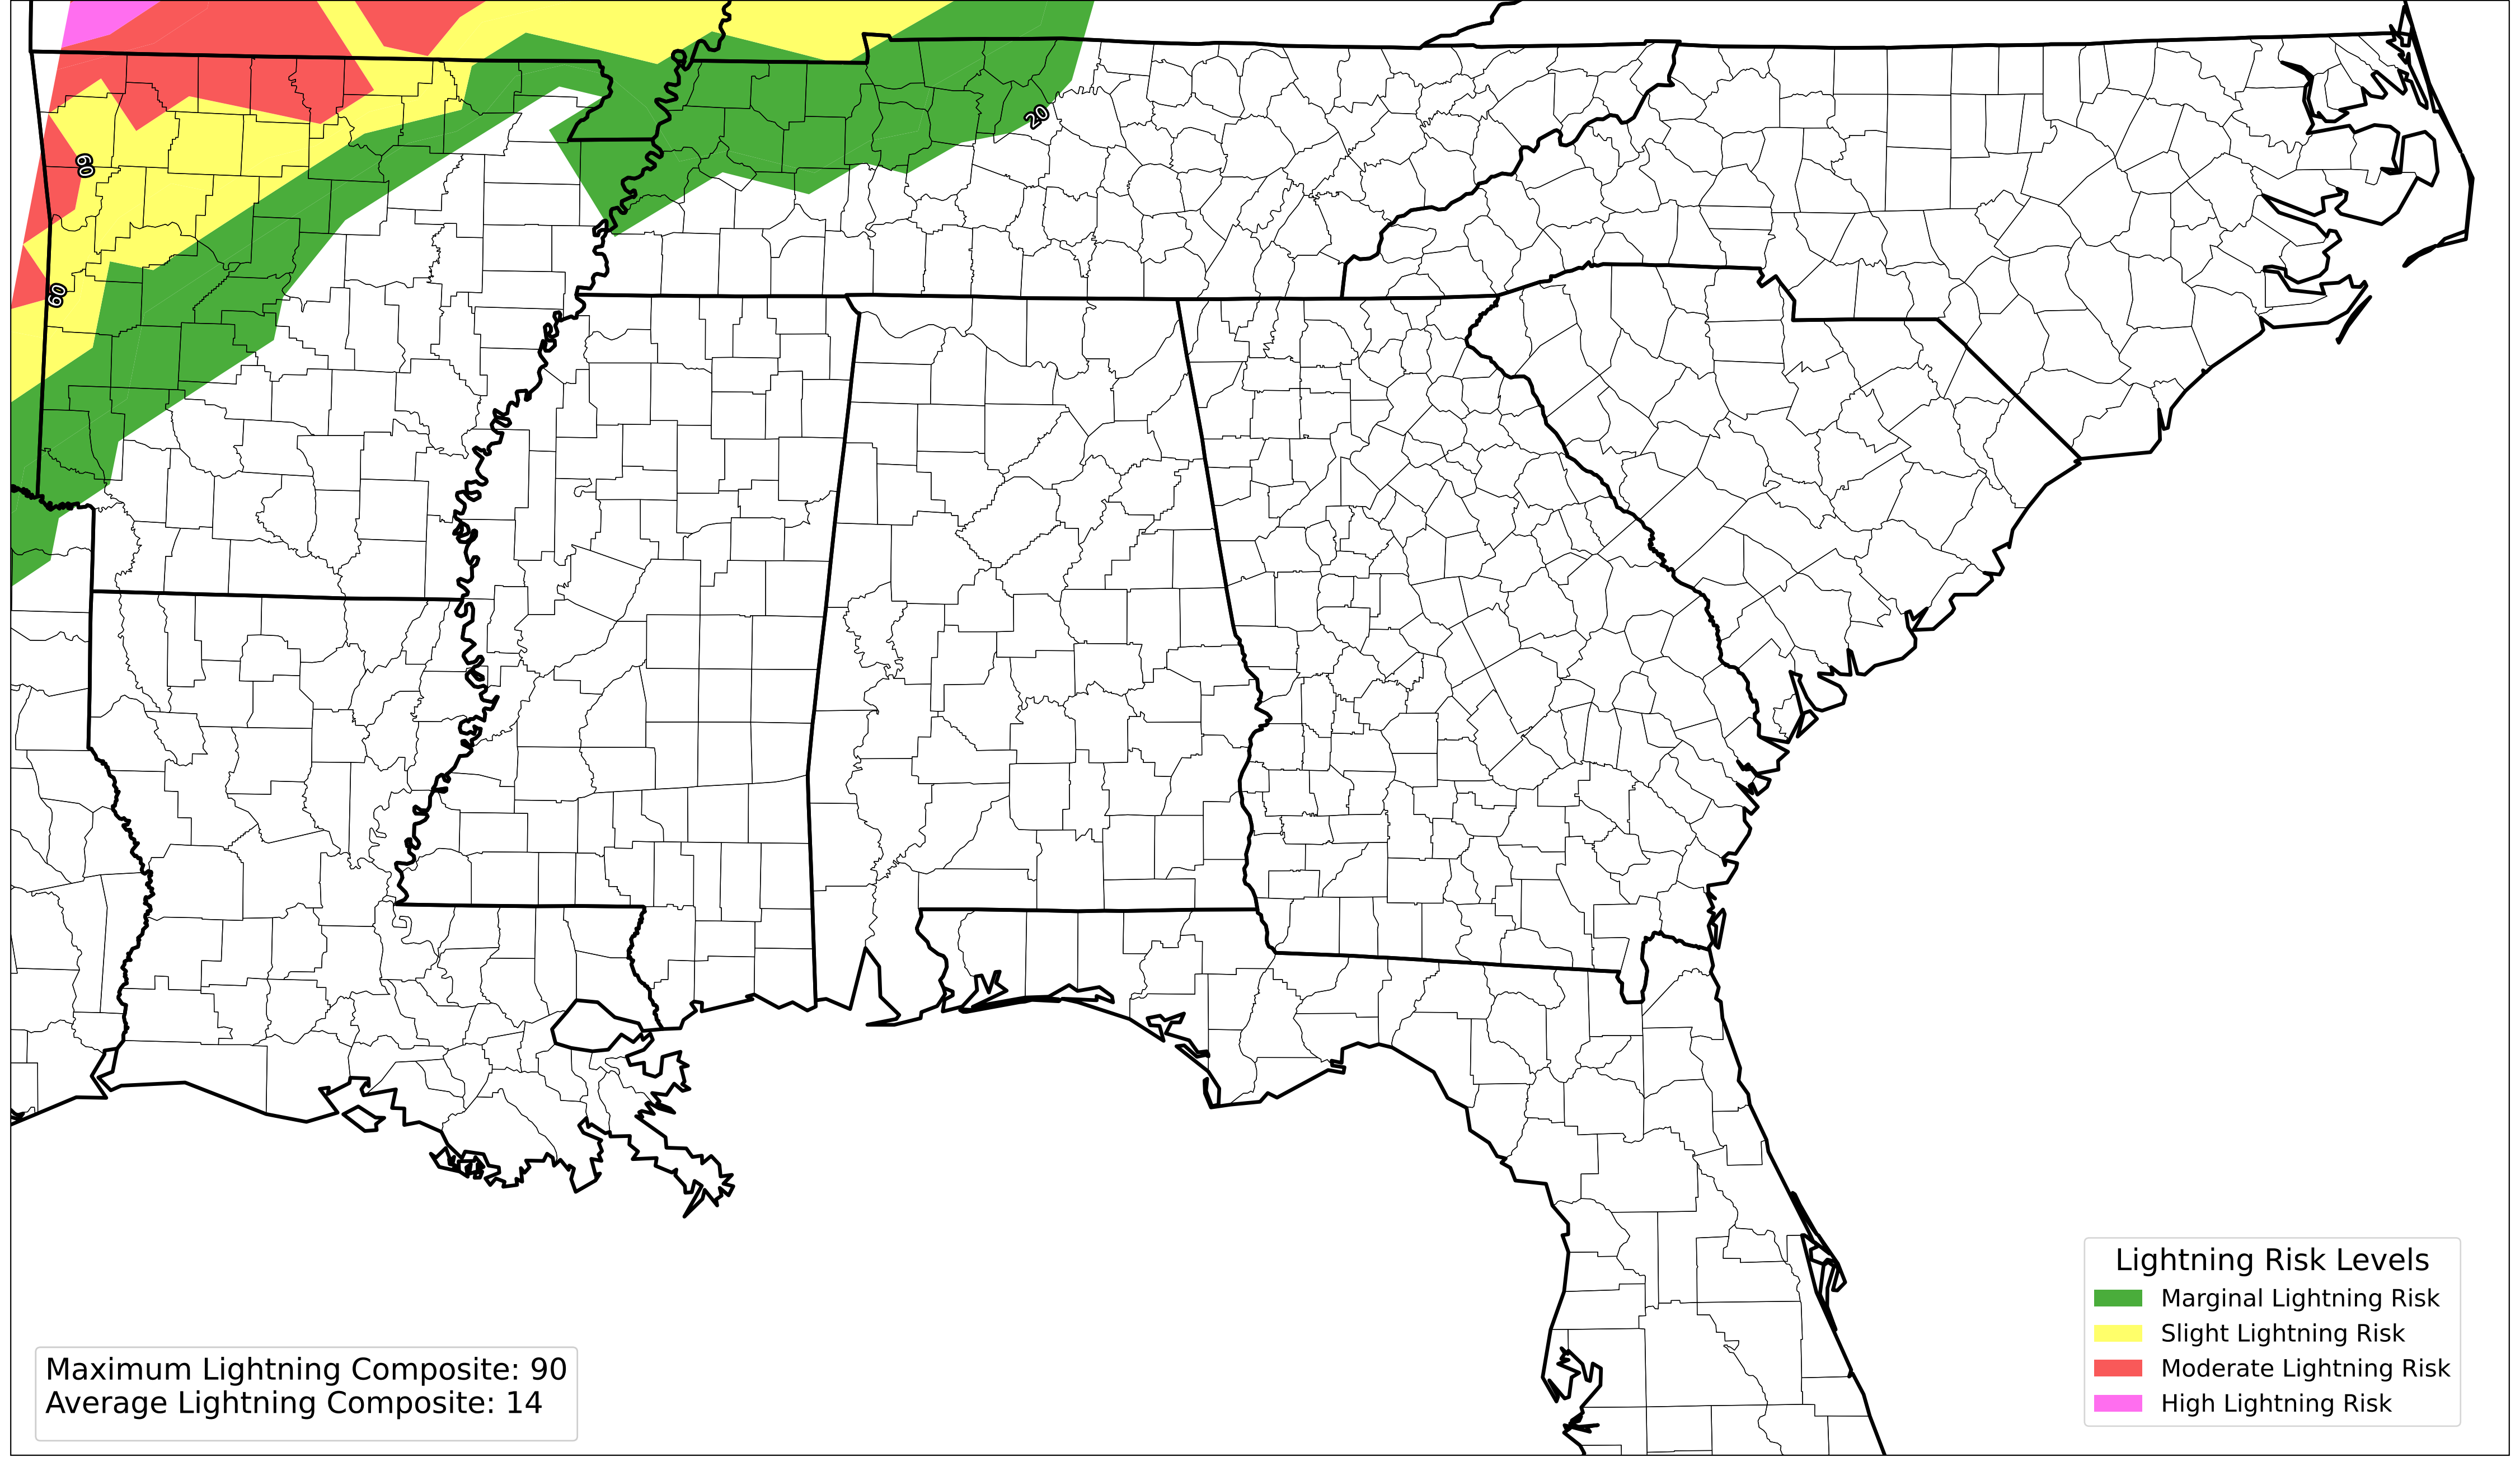 20
60
60
Lightning Risk Levels
Marginal Lightning Risk
Slight Lightning Risk
Moderate Lightning Risk
High Lightning Risk
Maximum Lightning Composite: 90
Average Lightning Composite: 14